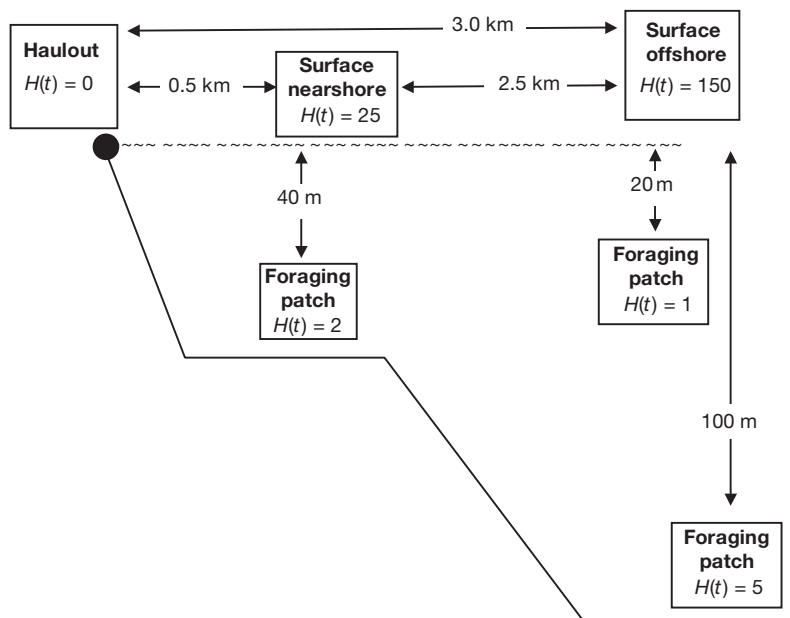 3.0 km
Haulout
H(t) = 0
0.5 km
Surface
nearshore
H(t) = 25
2.5 km
Surface
offshore
H(t) = 150
40 m
20 m
Foraging
patch
H(t) = 2
Foraging
patch
H(t) = 1
100 m
Foraging
patch
H(t) = 5